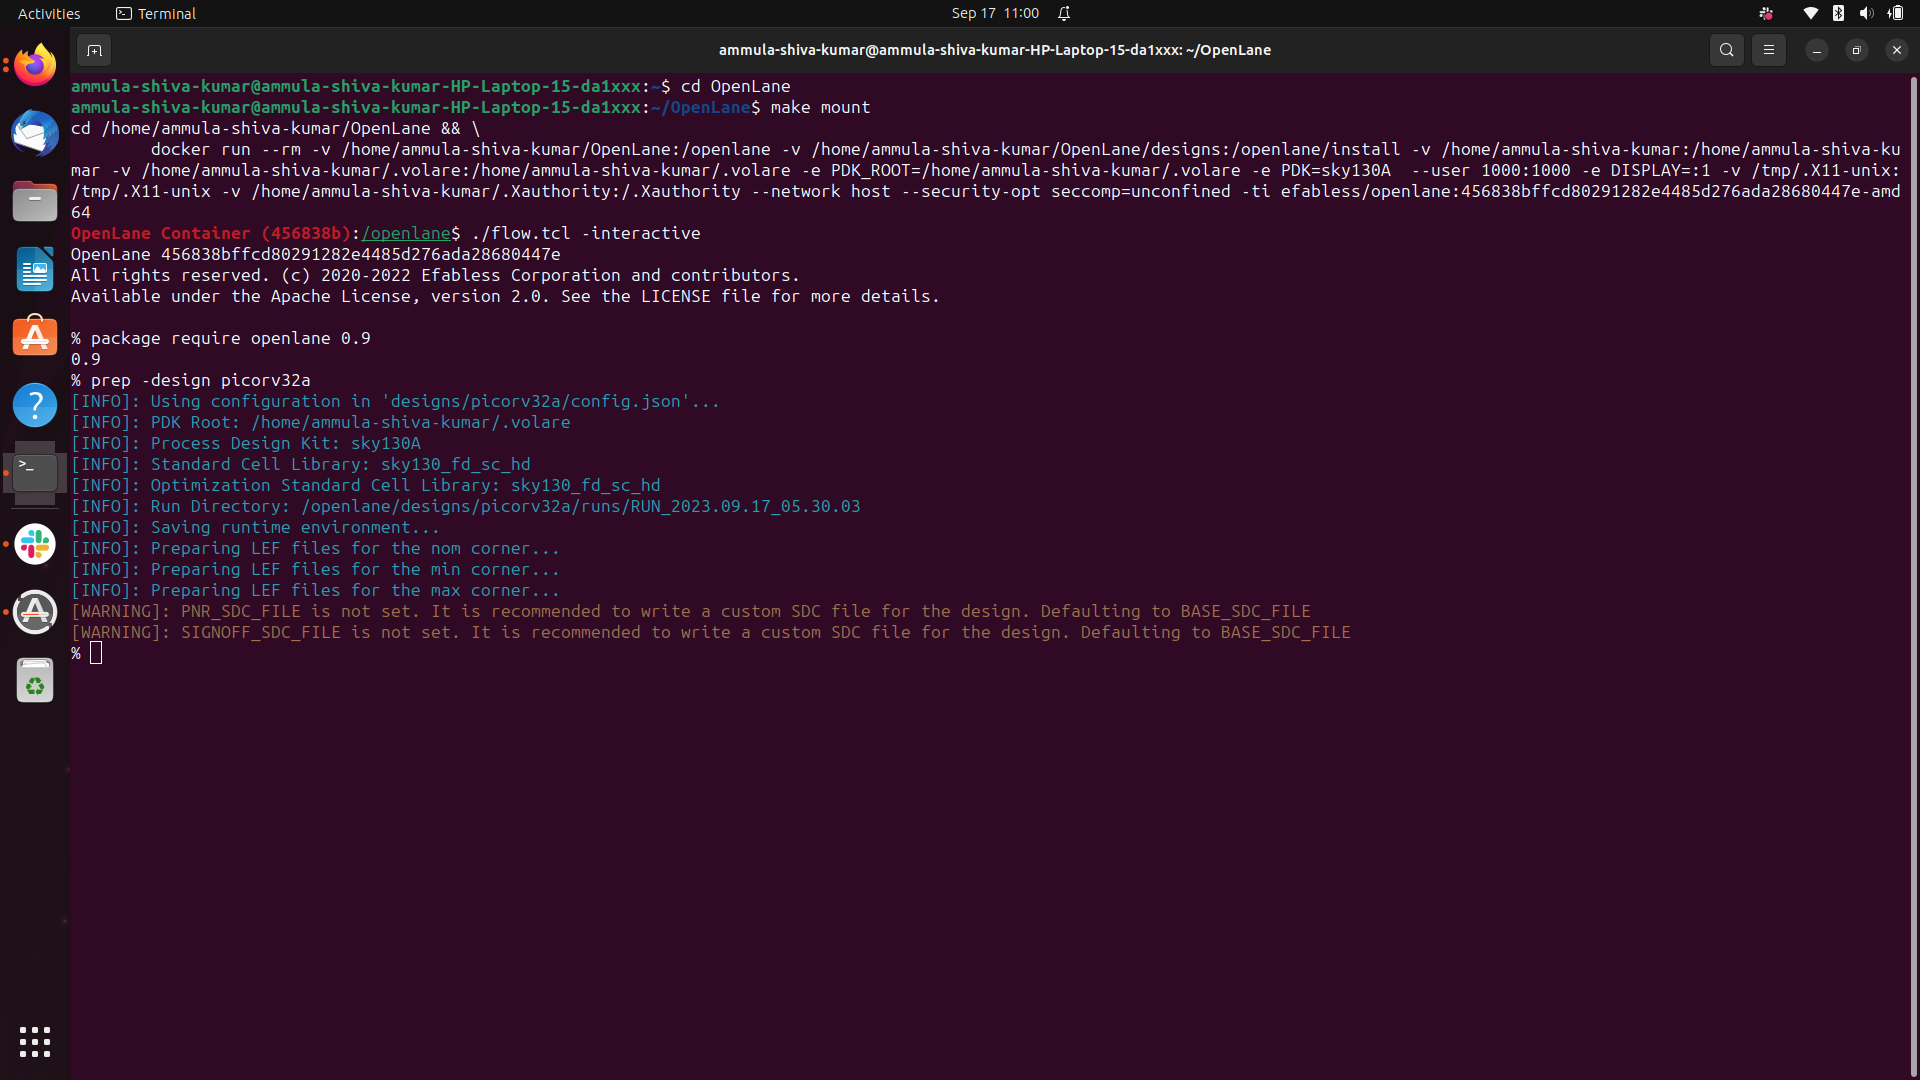 Activities Terminal Sep 17 11:00
ammula-shiva-kumar@ammula-shiva-kumar-HP-Laptop-15-da1xxx: ~/OpenLane
ammula-shiva-kumar@ammula-shiva-kumar-HP-Laptop-15-da1xxx:~$ cd OpenLane
ammula-shiva-kumar@ammula-shiva-kumar-HP-Laptop-15-da1xxx:~/OpenLane$ make mount
cd /home/ammula-shiva-kumar/OpenLane && \
docker run --rm -v /home/ammula-shiva-kumar/OpenLane:/openlane -v /home/ammula-shiva-kumar/OpenLane/designs:/openlane/install -v /home/ammula-shiva-kumar:/home/ammula-shiva-ku
mar -v /home/ammula-shiva-kumar/.volare:/home/ammula-shiva-kumar/.volare -e PDK_ROOT=/home/ammula-shiva-kumar/.volare -e PDK=sky130A  --user 1000:1000 -e DISPLAY=:1 -v /tmp/.X11-unix:
/tmp/.X11-unix -v /home/ammula-shiva-kumar/.Xauthority:/.Xauthority --network host --security-opt seccomp=unconfined -ti efabless/openlane:456838bffcd80291282e4485d276ada28680447e-amd
64
OpenLane Container (456838b):/openlane$ ./flow.tcl -interactive
OpenLane 456838bffcd80291282e4485d276ada28680447e
All rights reserved. (c) 2020-2022 Efabless Corporation and contributors.
Available under the Apache License, version 2.0. See the LICENSE file for more details.
% package require openlane 0.9
0.9
% prep -design picorv32a
[INFO]: Using configuration in 'designs/picorv32a/config.json'...
[INFO]: PDK Root: /home/ammula-shiva-kumar/.volare
[INFO]: Process Design Kit: sky130A
[INFO]: Standard Cell Library: sky130_fd_sc_hd
[INFO]: Optimization Standard Cell Library: sky130_fd_sc_hd
[INFO]: Run Directory: /openlane/designs/picorv32a/runs/RUN_2023.09.17_05.30.03
[INFO]: Saving runtime environment...
[INFO]: Preparing LEF files for the nom corner...
[INFO]: Preparing LEF files for the min corner...
[INFO]: Preparing LEF files for the max corner...
[WARNING]: PNR_SDC_FILE is not set. It is recommended to write a custom SDC file for the design. Defaulting to BASE_SDC_FILE
[WARNING]: SIGNOFF_SDC_FILE is not set. It is recommended to write a custom SDC file for the design. Defaulting to BASE_SDC_FILE
%